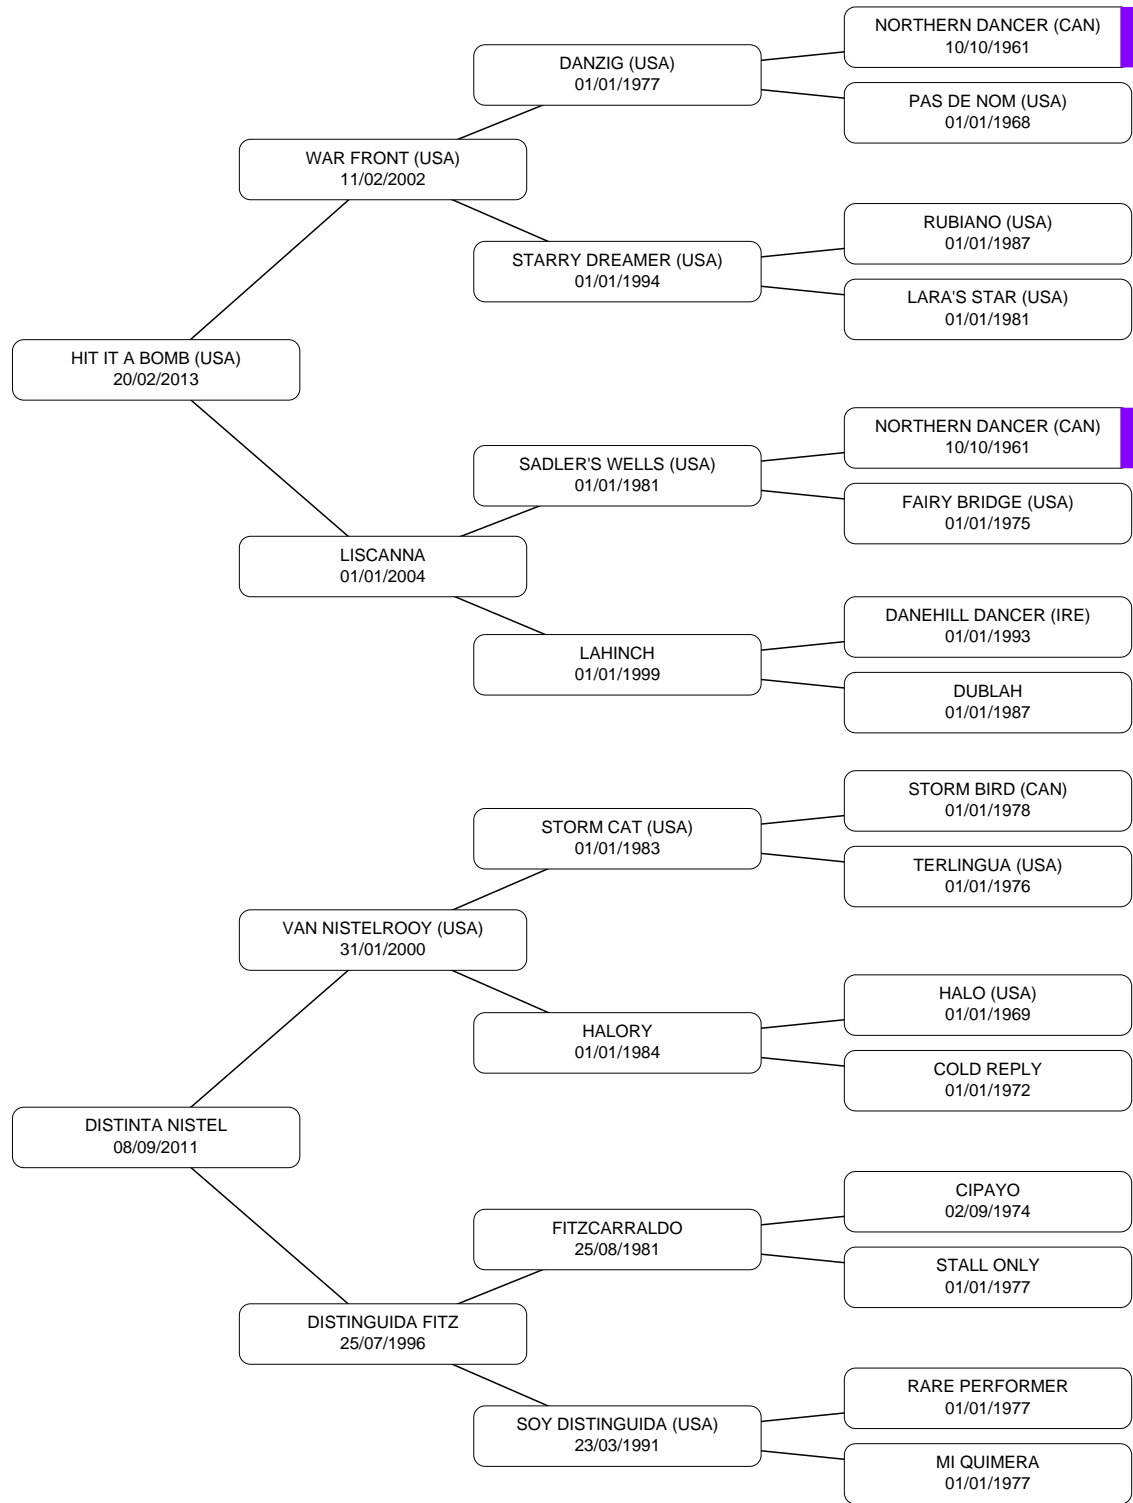 NORTHERN DANCER (CAN)
10/10/1961
DANZIG (USA)
01/01/1977
PAS DE NOM (USA)
01/01/1968
WAR FRONT (USA)
11/02/2002
RUBIANO (USA)
01/01/1987
STARRY DREAMER (USA)
01/01/1994
LARA'S STAR (USA)
01/01/1981
HIT IT A BOMB (USA)
20/02/2013
NORTHERN DANCER (CAN)
10/10/1961
SADLER'S WELLS (USA)
01/01/1981
FAIRY BRIDGE (USA)
01/01/1975
LISCANNA
01/01/2004
DANEHILL DANCER (IRE)
01/01/1993
LAHINCH
01/01/1999
DUBLAH
01/01/1987
STORM BIRD (CAN)
01/01/1978
STORM CAT (USA)
01/01/1983
TERLINGUA (USA)
01/01/1976
VAN NISTELROOY (USA)
31/01/2000
HALO (USA)
01/01/1969
HALORY
01/01/1984
COLD REPLY
01/01/1972
DISTINTA NISTEL
08/09/2011
CIPAYO
02/09/1974
FITZCARRALDO
25/08/1981
STALL ONLY
01/01/1977
DISTINGUIDA FITZ
25/07/1996
RARE PERFORMER
01/01/1977
SOY DISTINGUIDA (USA)
23/03/1991
MI QUIMERA
01/01/1977